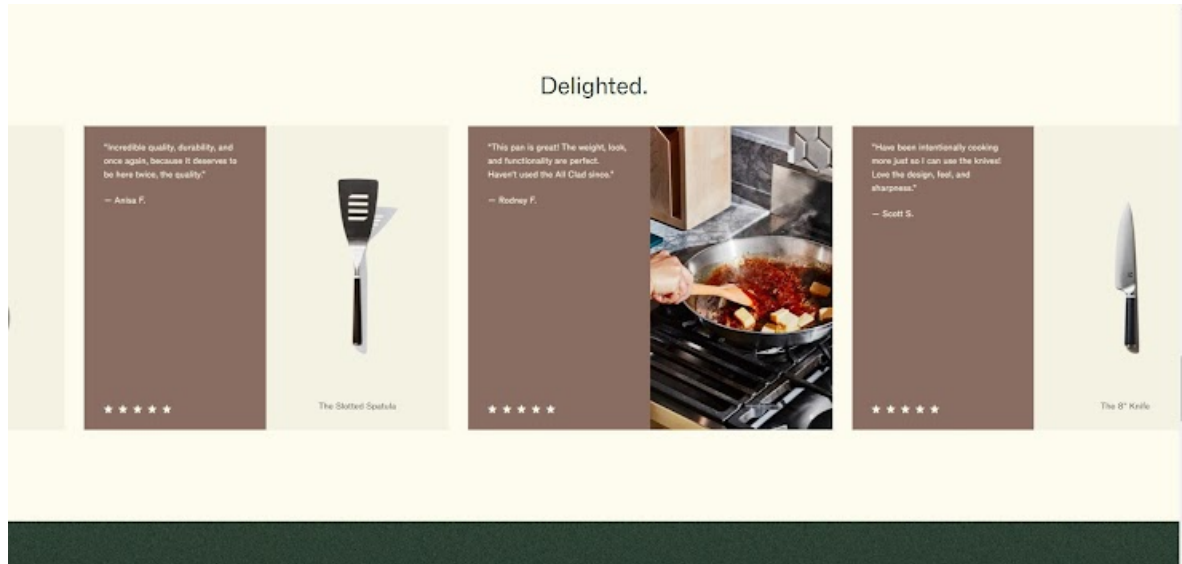 Delighted.
"Incredible quality, durability, and
once again, because it deserves to
be here twice, the quality."
— Anisa F.
The Slotted Spatula
"This pan is great! The weight, look,
and functionality are perfect.
Haven't used the All Clad since."
— Rodney F.
"Have been intentionally cooking
more just so I can use the knives!
Love the design, feel, and
sharpness."
— Scott S.
The 8" Knife